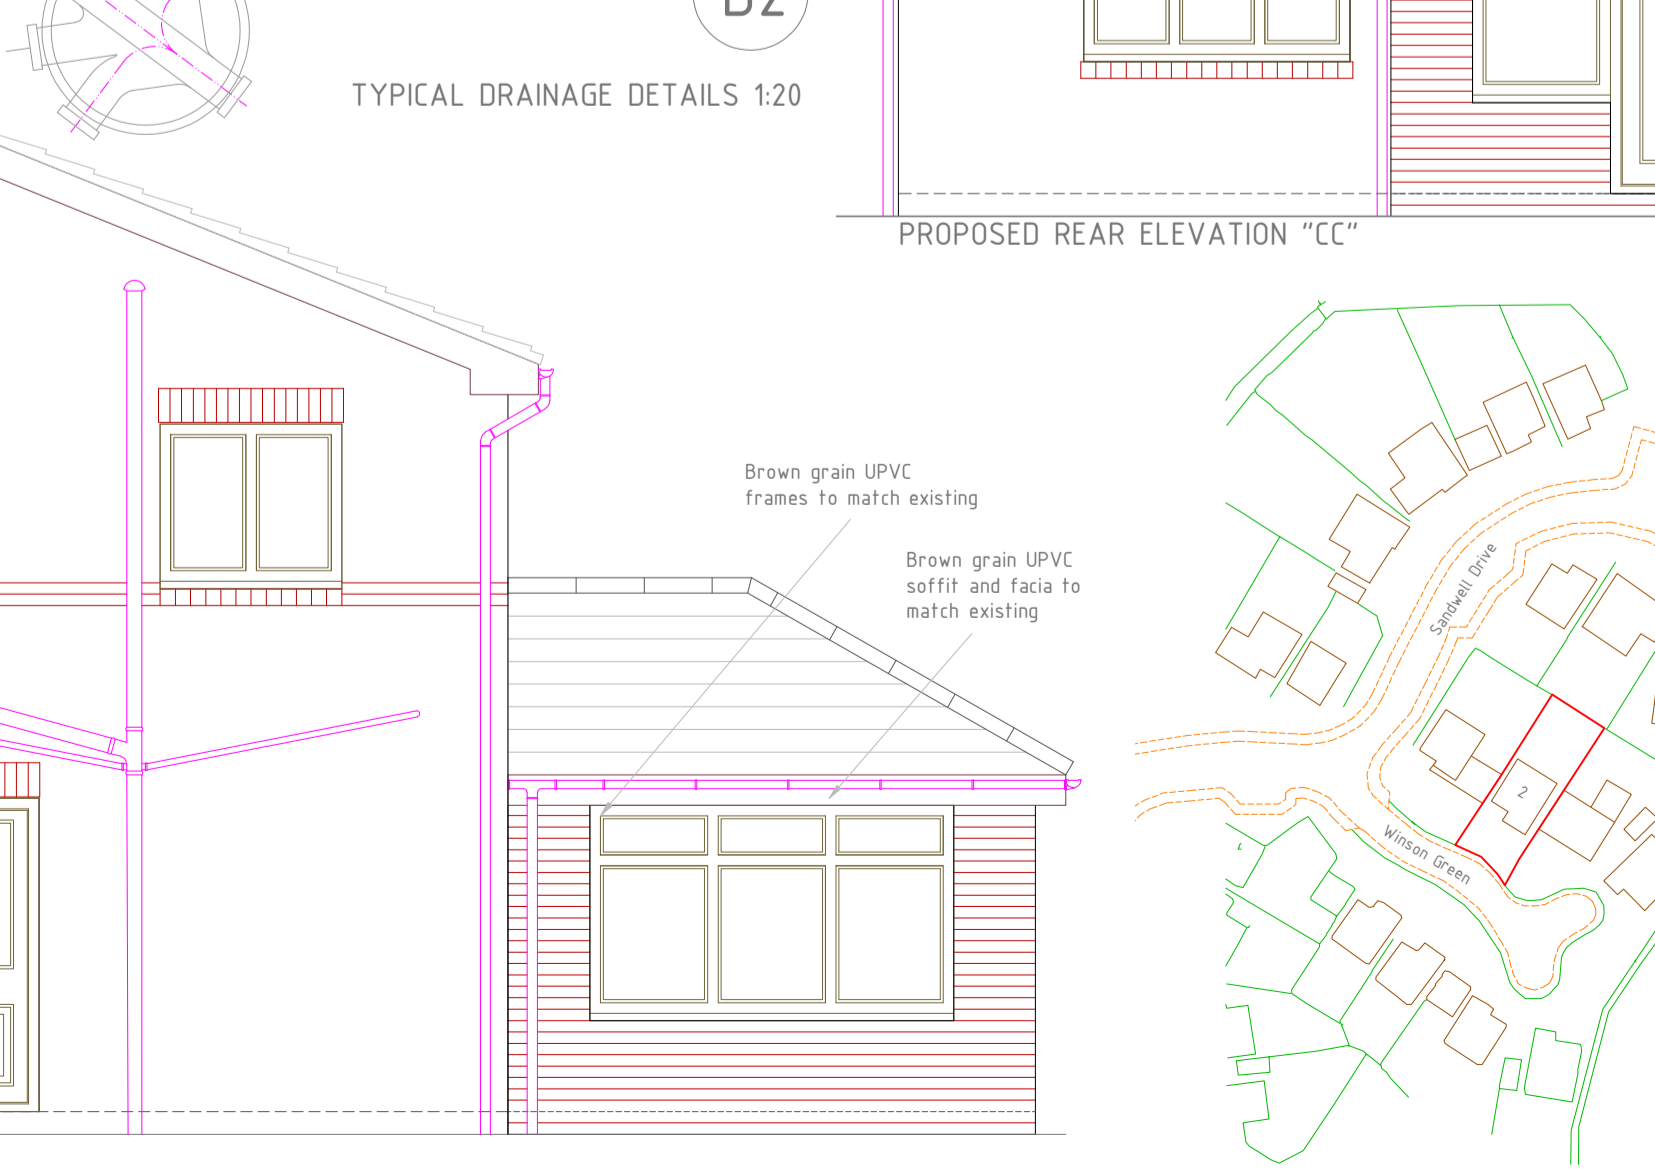 B2
TYPICAL DRAINAGE DETAILS 1:20
PROPOSED REAR ELEVATION "CC"
Brown grain UPVC
frames to match existing
Brown grain UPVC
soffit and facia to
match existing
Sandwell Drive
2
Winson Green